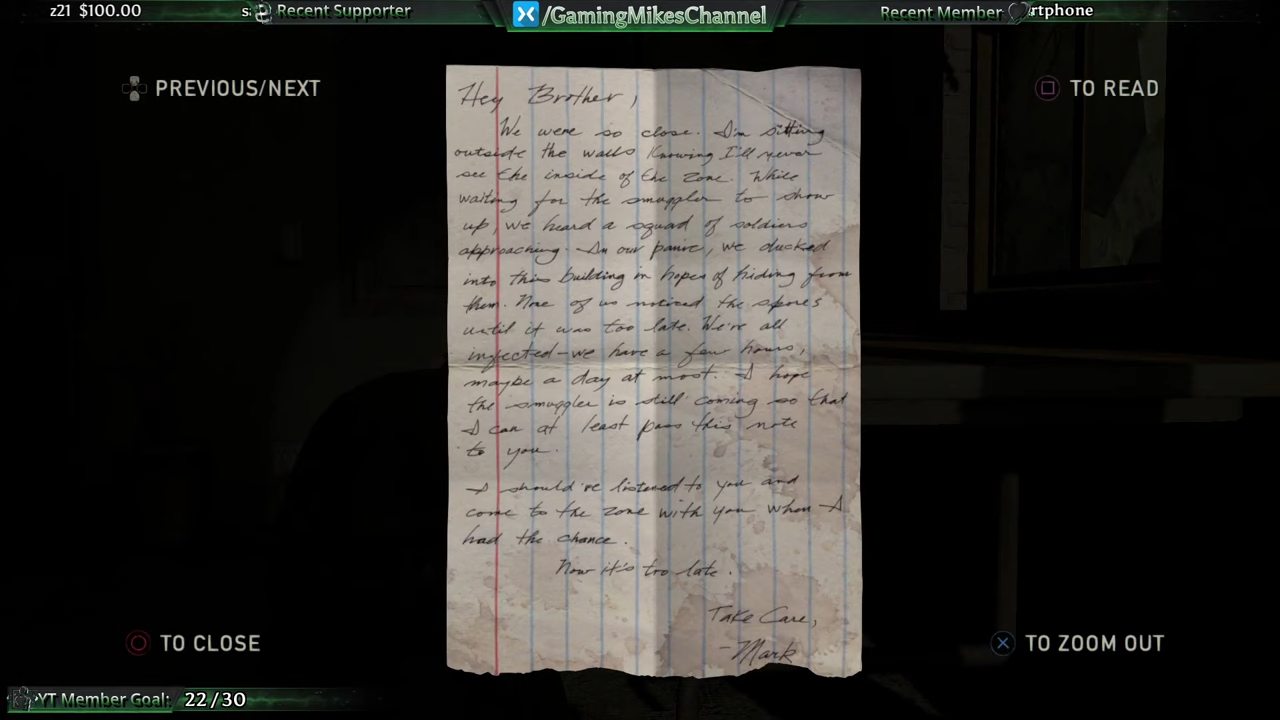 z21 $100.00
s
Recent Supporter
/GamingMikesChannel
Recent Member
rtphone
PREVIOUS/NEXT
TO READ
Hey Brother,
We were so close. I'm sitting
outside the walls knowing I'll never
see the inside of the zone. While
waiting for the smuggler to show
up, we heard a squad of soldiers
approaching. In our panic, we ducked
into this building in hopes of hiding from
them. None of us noticed the spores
until it was too late. We're all
infected-we have a few hours,
maybe a day at most. I hope
the smuggler is still coming so that
I can at least pass this note
to you.
I should've listened to you and
come to the zone with you when I
had the chance.
Now it's too late.
Take Care,
-Mark
TO CLOSE
TO ZOOM OUT
YT Member Goal: 22/30